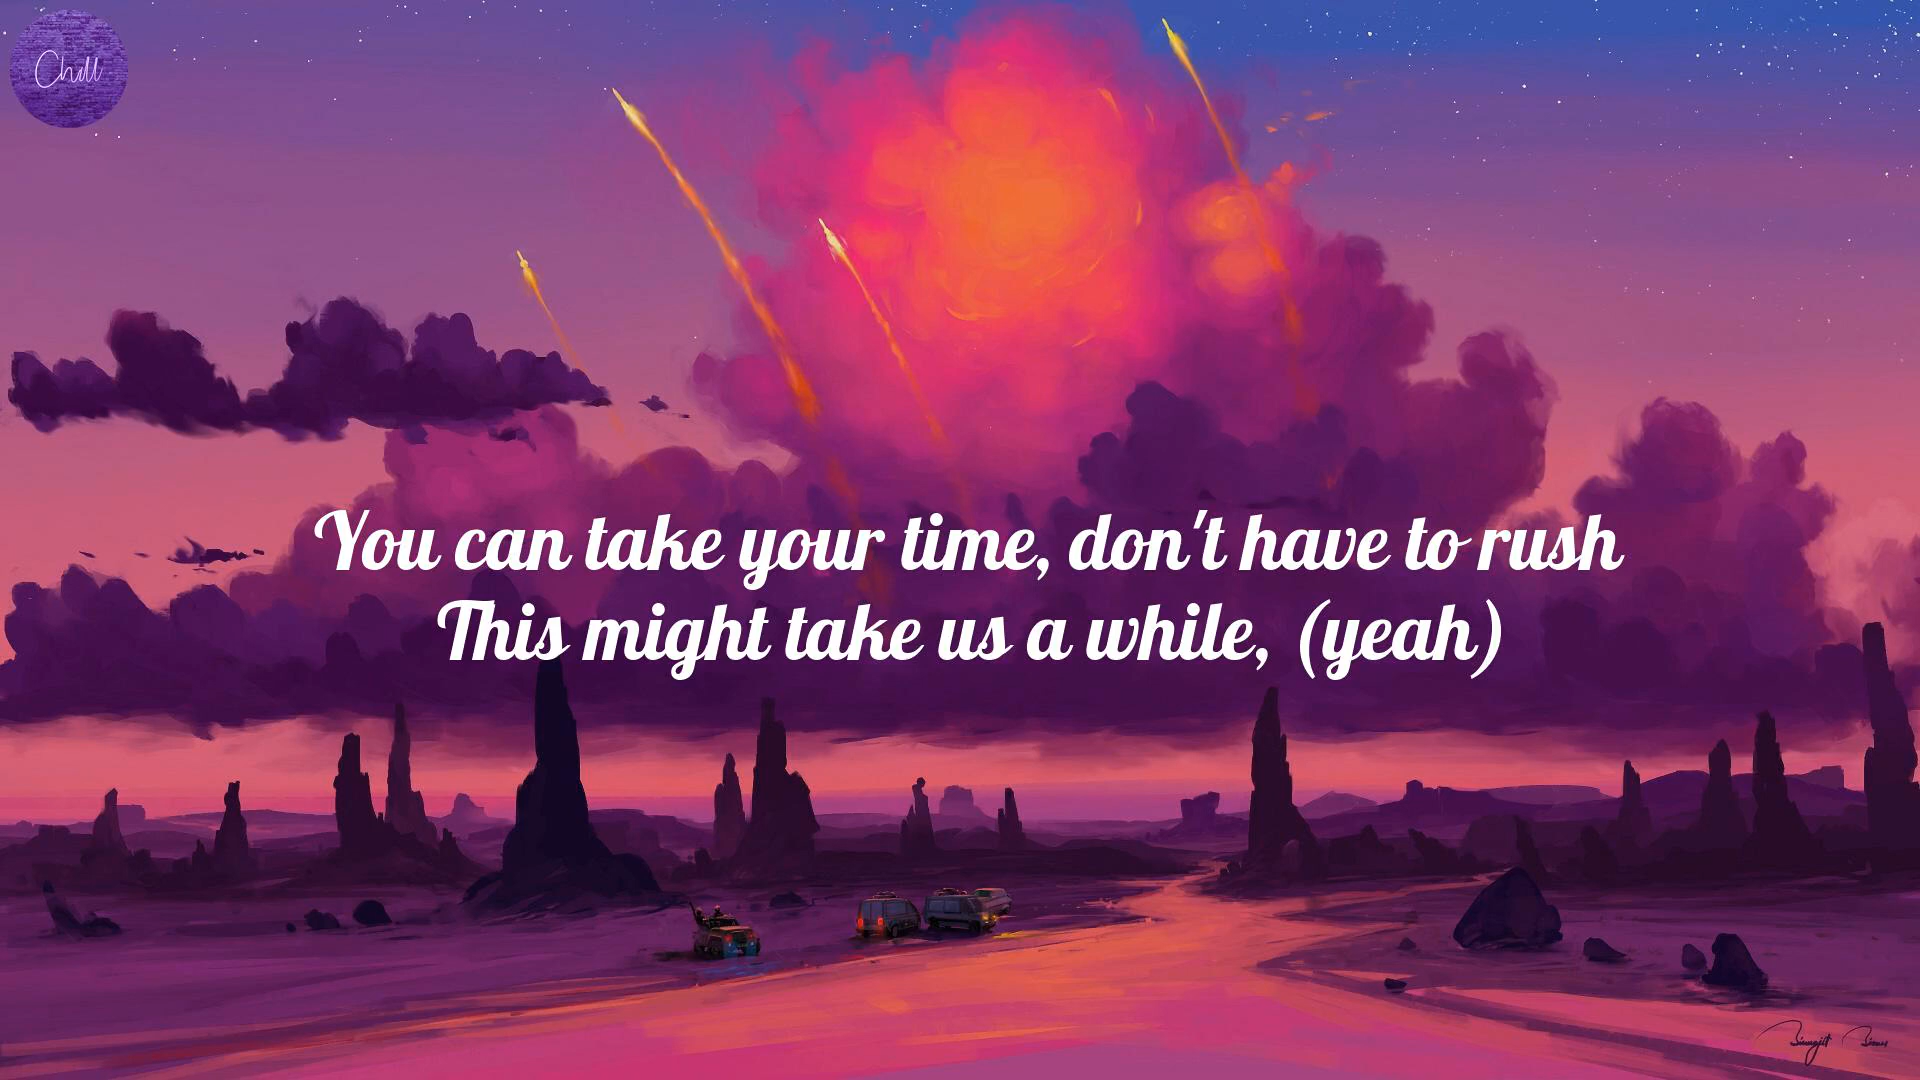 Chill
You can take your time, don't have to rush
This might take us a while, (yeah)